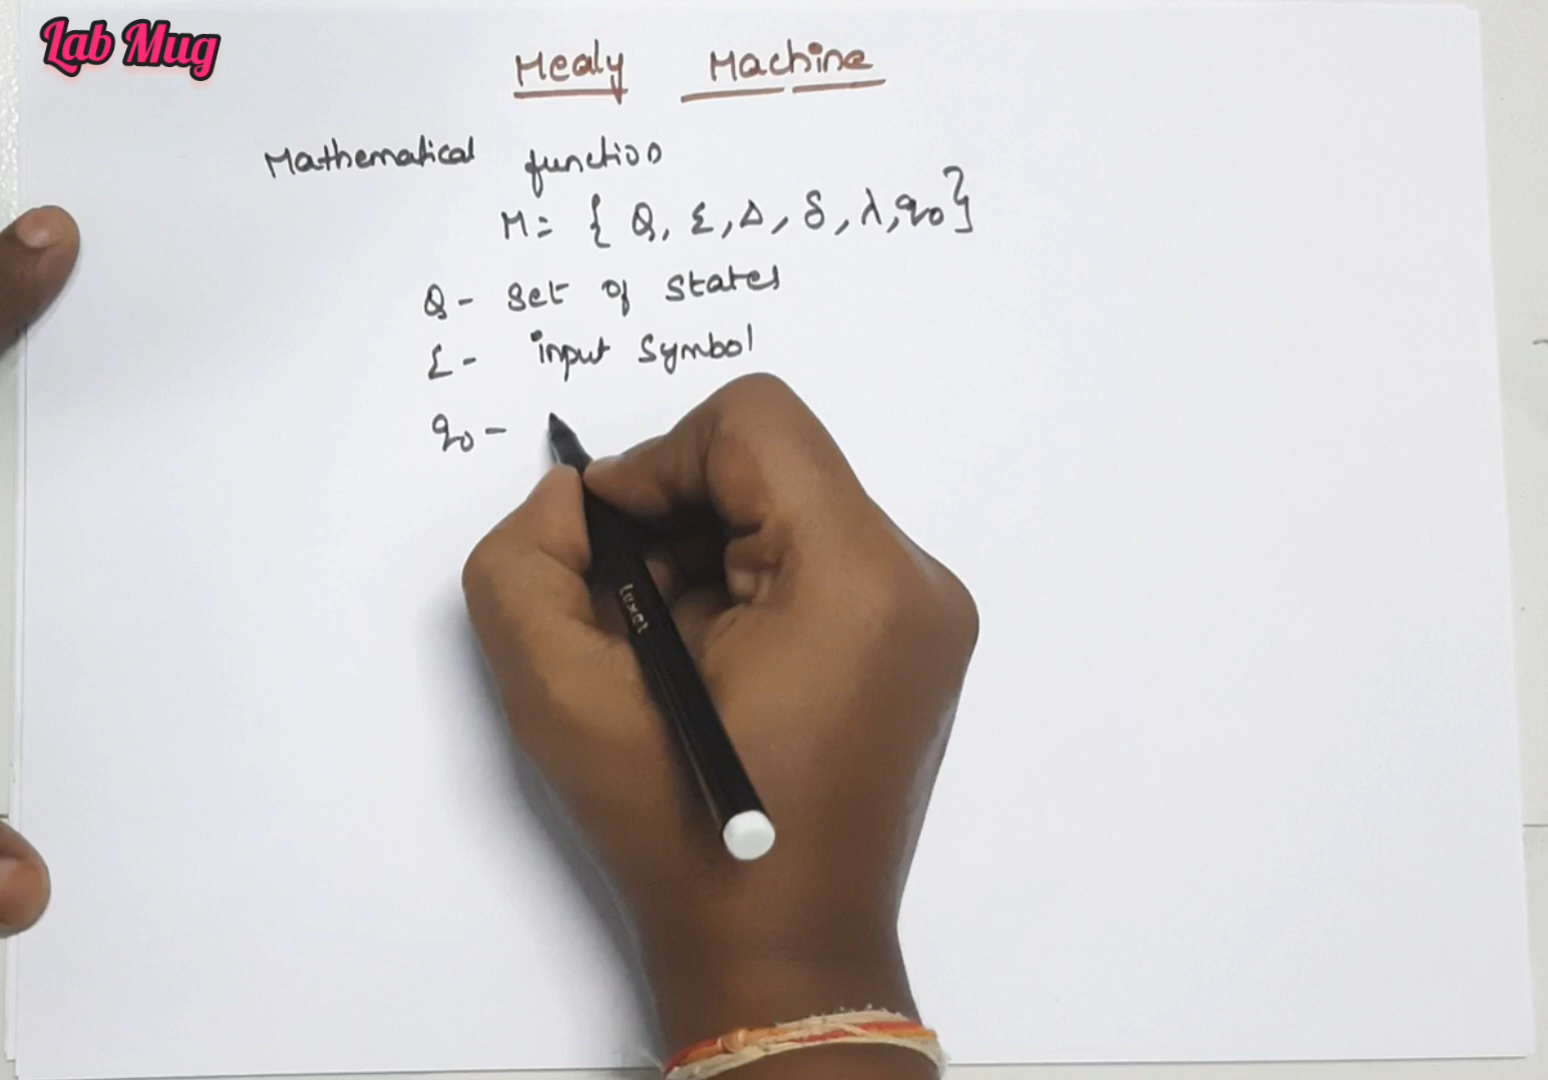 Lab Mug
Mealy Machine
Mathematical function
M = { Q, Σ, Δ, δ, λ, q0 }
Q - set of states
Σ - input symbol
q0 -
Luxor